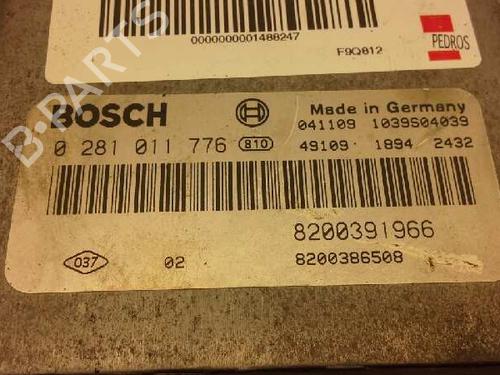 0000000001488247
F9Q812
PEDROS
B-PARTS
BOSCH
Made in Germany
041109 1039S04039
0 281 011 776 810 49109 1894 2432
8200391966
037 02 8200386508